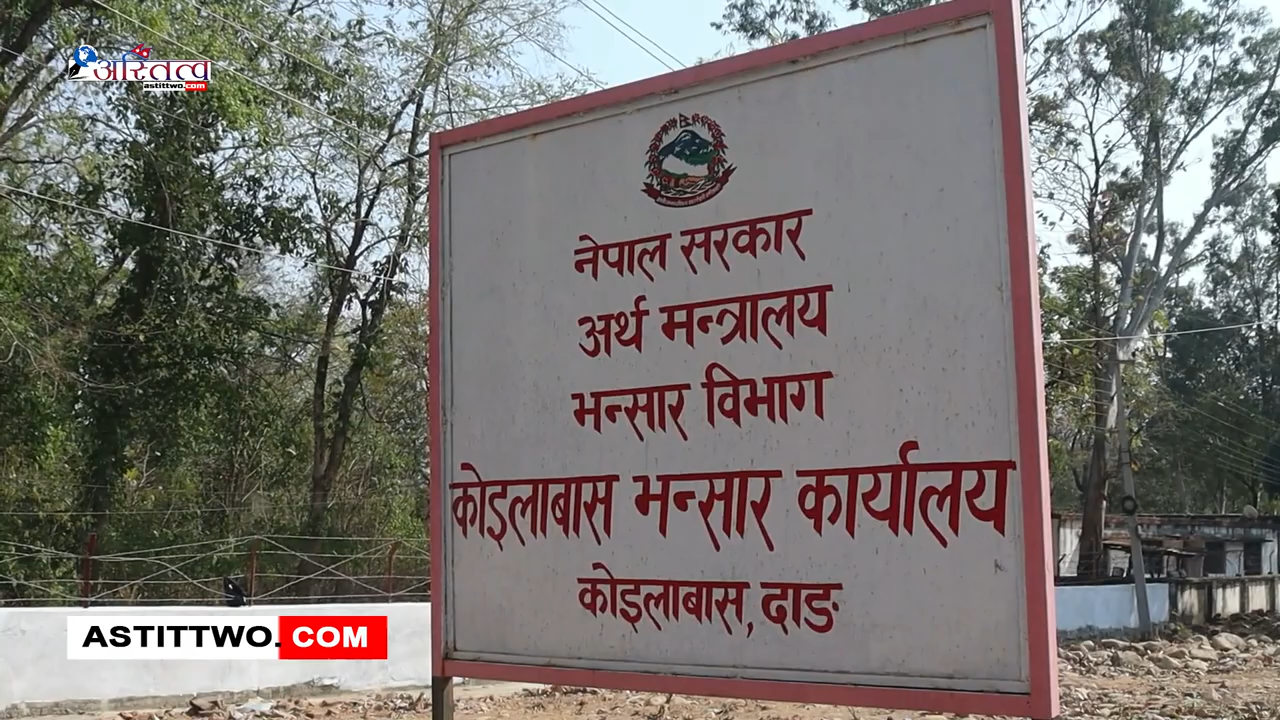 अस्तित्व
astittwo.com
नेपाल सरकार
अर्थ मन्त्रालय
भन्सार विभाग
कोइलाबास भन्सार कार्यालय
कोइलाबास, दाङ
ASTITTWO.COM